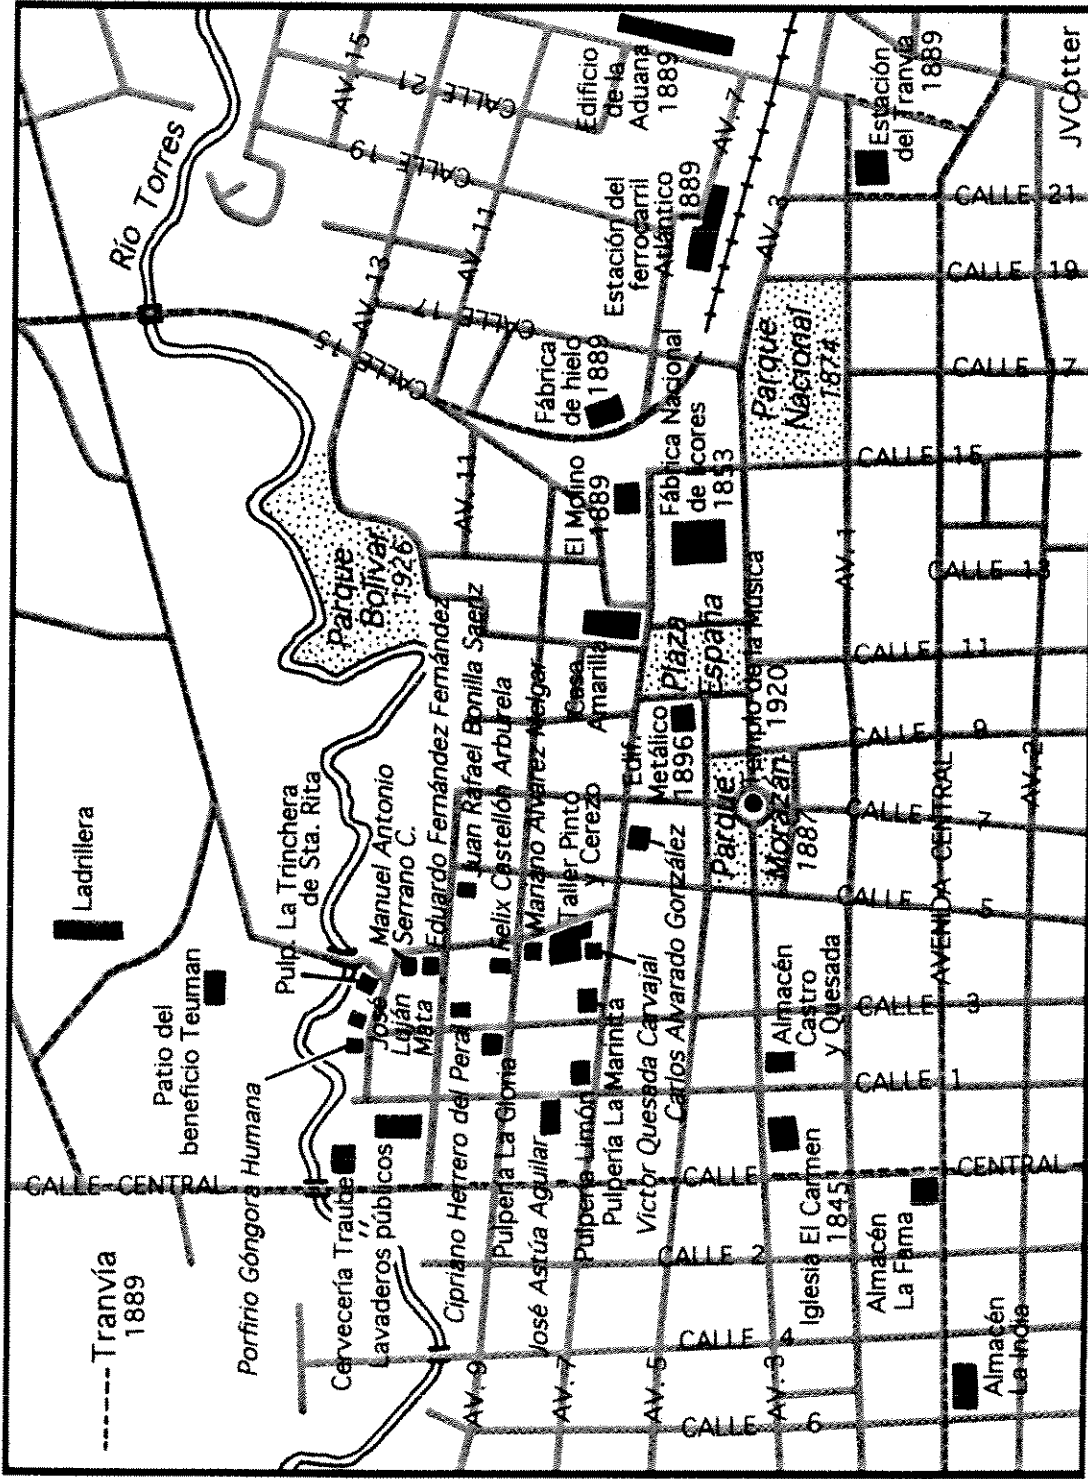 Tranvía
1889
Ladrillera
Patio del
beneficio Teuman
Río Torres
CALLE CENTRAL
Porfirio Góngora Humana
Pulp. La Trinchera
de Sta. Rita
Parque
Bolívar
1926
Cervecería Traube
Lavaderos públicos
José
Luján
Mata
Manuel Antonio
Serrano C.
Eduardo Fernández Fernández
Juan Rafael Bonilla Saenz
Felix Castellón Arburela
Mariano Alvarez Melgar
Cipriano Herrero del Peral
Pulpería La Gloria
José Astúa Aguilar
Pulpería Limón
Pulpería La Marinita
Victor Quesada Carvajal
Carlos Alvarado González
Taller Pinto
y Cerezo
Casa
Amarilla
Edif.
Metálico
1896
El Molino
1889
Fábrica
de hielo
1889
Fábrica Nacional
de Licores
1853
Estación del
ferrocarril
Atlántico
1889
Edificio
de la
Aduana
1889
Estación
del Tranvía
1889
Plaza
España
Parque
Morazán
1887
Templo de la Música
1920
Parque
Nacional
1874
Almacén
Castro
y Quesada
Iglesia El Carmen
1845
Almacén
La Fama
Almacén
La India
AV. 15
AV. 13
AV. 11
AV. 11
AV. 9
AV. 7
AV. 7
AV. 5
AV. 3
AV. 3
AV. 1
AVENIDA CENTRAL
AV. 2
CALLE 21
CALLE 19
CALLE 17
CALLE 15
CALLE 6
CALLE 4
CALLE 2
CALLE CENTRAL
CALLE 1
CALLE 3
CALLE 5
CALLE 7
CALLE 9
CALLE 11
CALLE 13
CALLE 15
CALLE 17
CALLE 19
CALLE 21
JVCotter